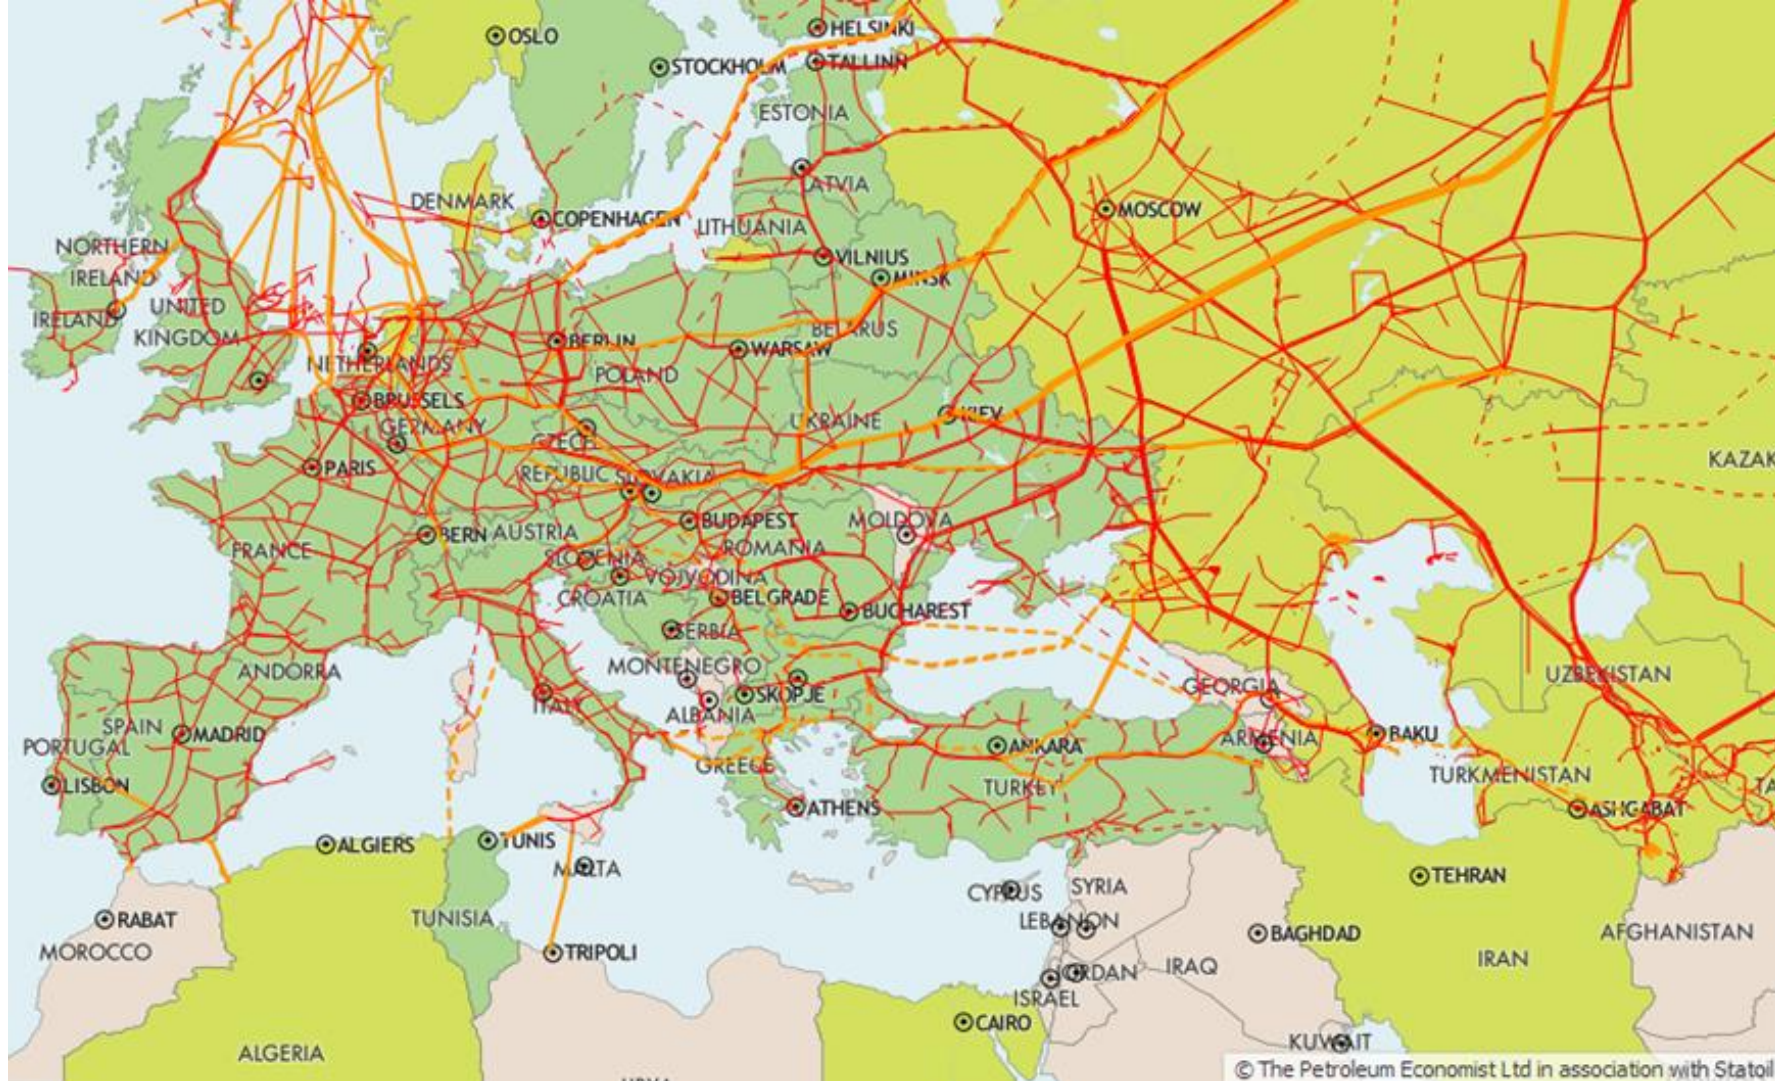 OSLO
HELSINKI
STOCKHOLM
TALLINN
ESTONIA
LATVIA
DENMARK
COPENHAGEN
MOSCOW
LITHUANIA
NORTHERN
IRELAND
VILNIUS
MINSK
UNITED
KINGDOM
IRELAND
BERLIN
BELARUS
WARSAW
NETHERLANDS
POLAND
BRUSSELS
GERMANY
UKRAINE
KIEV
CZECH
REPUBLIC
SLOVAKIA
PARIS
KAZAK
BERN
AUSTRIA
BUDAPEST
MOLDOVA
FRANCE
SLOVENIA
ROMANIA
VOJVODINA
CROATIA
BELGRADE
BUCHAREST
SERBIA
ANDORRA
MONTENEGRO
GEORGIA
UZBEKISTAN
ITALY
SKOPJE
ALBANIA
SPAIN
MADRID
PORTUGAL
ANKARA
ARMENIA
BAKU
LISBON
GREECE
TURKEY
TURKMENISTAN
TA
ATHENS
ASHGABAT
ALGIERS
TUNIS
MALTA
TEHRAN
CYPRUS
SYRIA
RABAT
TUNISIA
LEBANON
MOROCCO
TRIPOLI
BAGHDAD
AFGHANISTAN
IRAN
JORDAN
IRAQ
ISRAEL
CAIRO
ALGERIA
KUWAIT
© The Petroleum Economist Ltd in association with Statoil